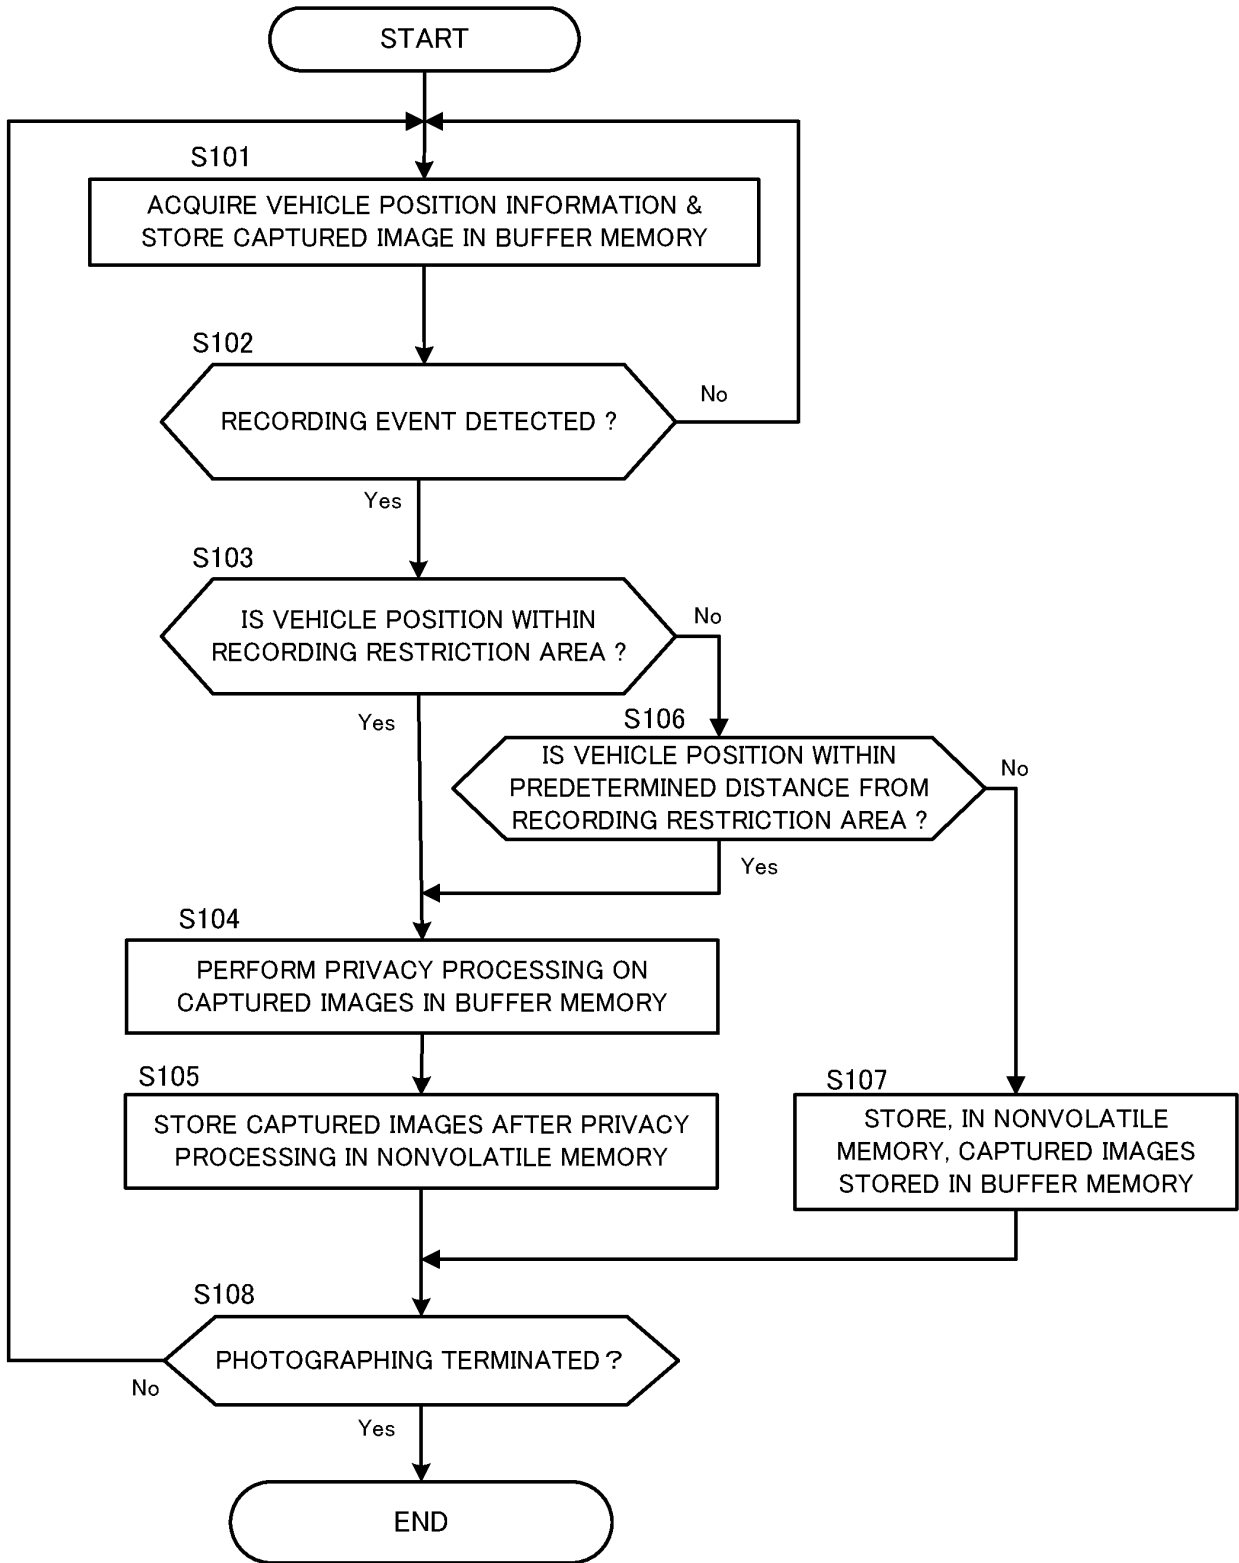 START
S101
ACQUIRE VEHICLE POSITION INFORMATION &
STORE CAPTURED IMAGE IN BUFFER MEMORY
S102
RECORDING EVENT DETECTED ?
No
Yes
S103
IS VEHICLE POSITION WITHIN
RECORDING RESTRICTION AREA ?
No
Yes
S106
IS VEHICLE POSITION WITHIN
PREDETERMINED DISTANCE FROM
RECORDING RESTRICTION AREA ?
No
Yes
S104
PERFORM PRIVACY PROCESSING ON
CAPTURED IMAGES IN BUFFER MEMORY
S105
STORE CAPTURED IMAGES AFTER PRIVACY
PROCESSING IN NONVOLATILE MEMORY
S107
STORE, IN NONVOLATILE
MEMORY, CAPTURED IMAGES
STORED IN BUFFER MEMORY
S108
PHOTOGRAPHING TERMINATED ?
No
Yes
END